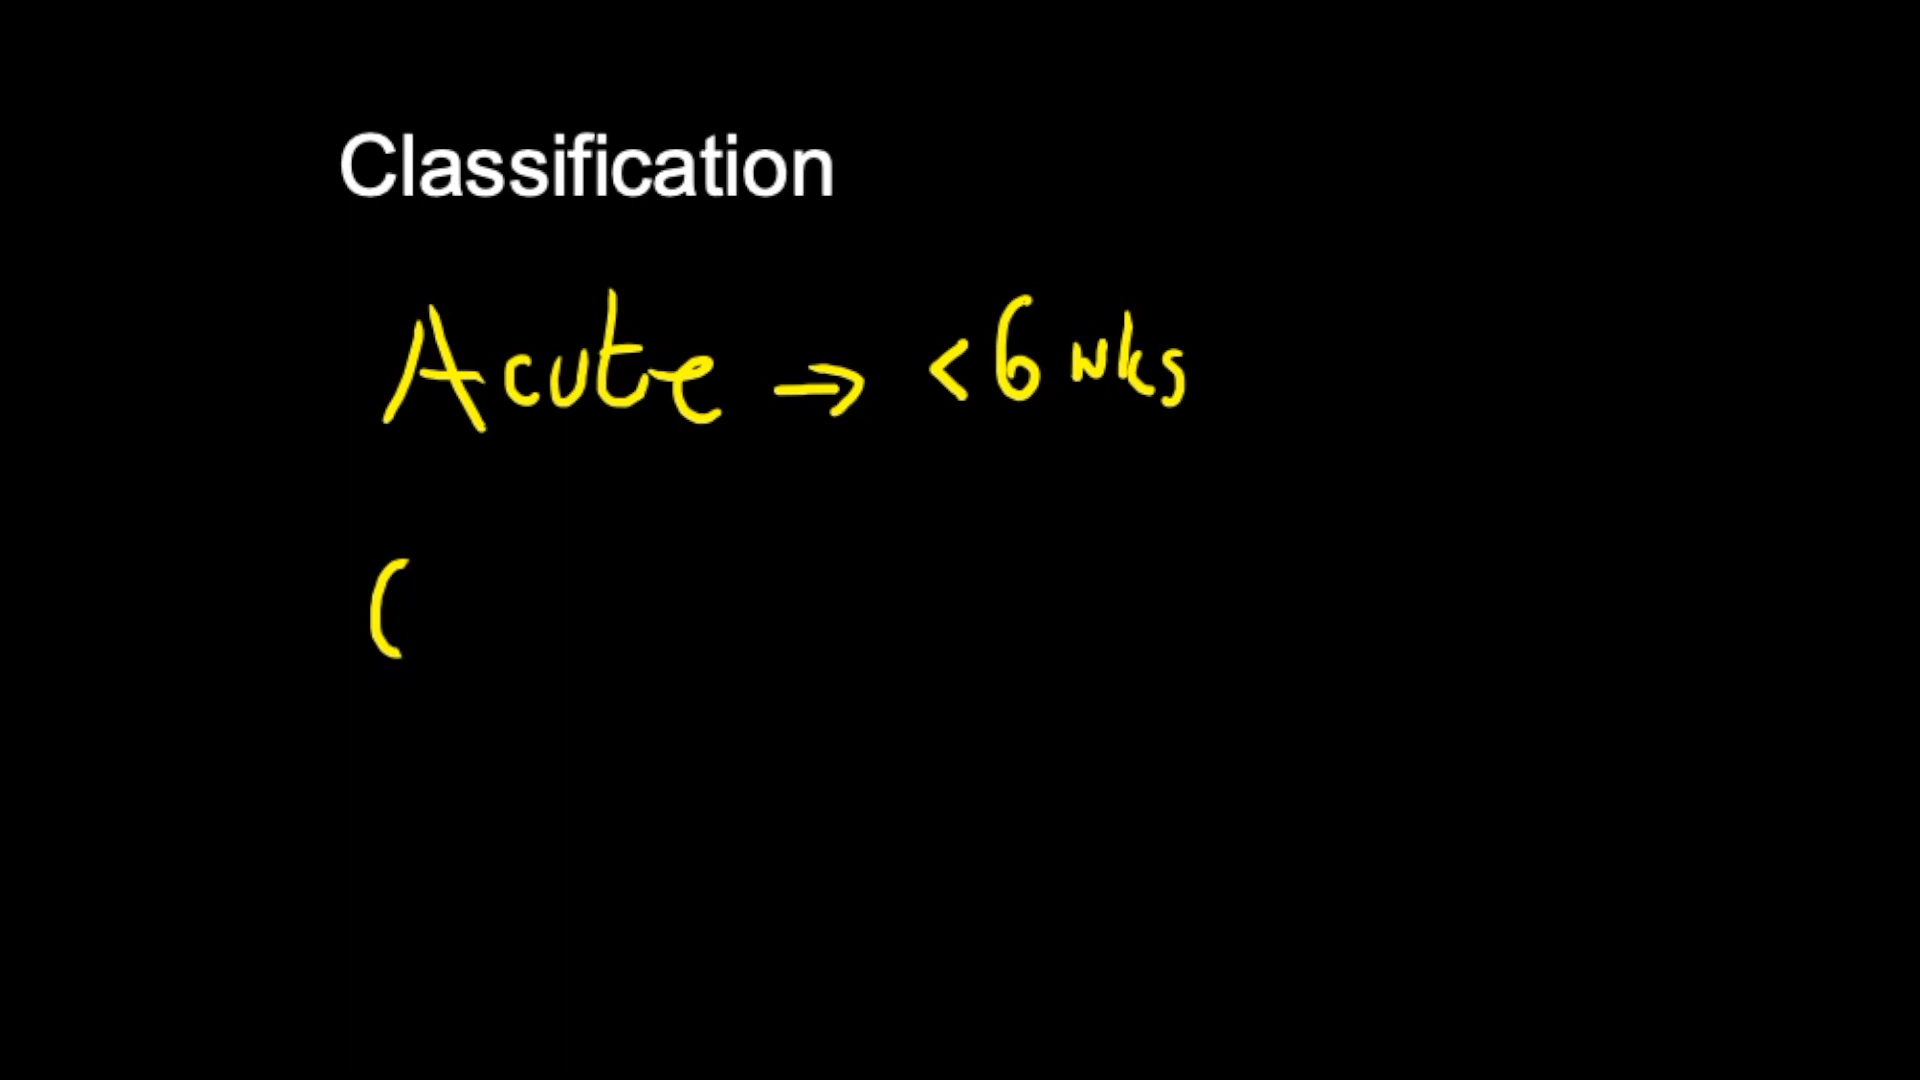 Classification
Acute → <6 wks
(